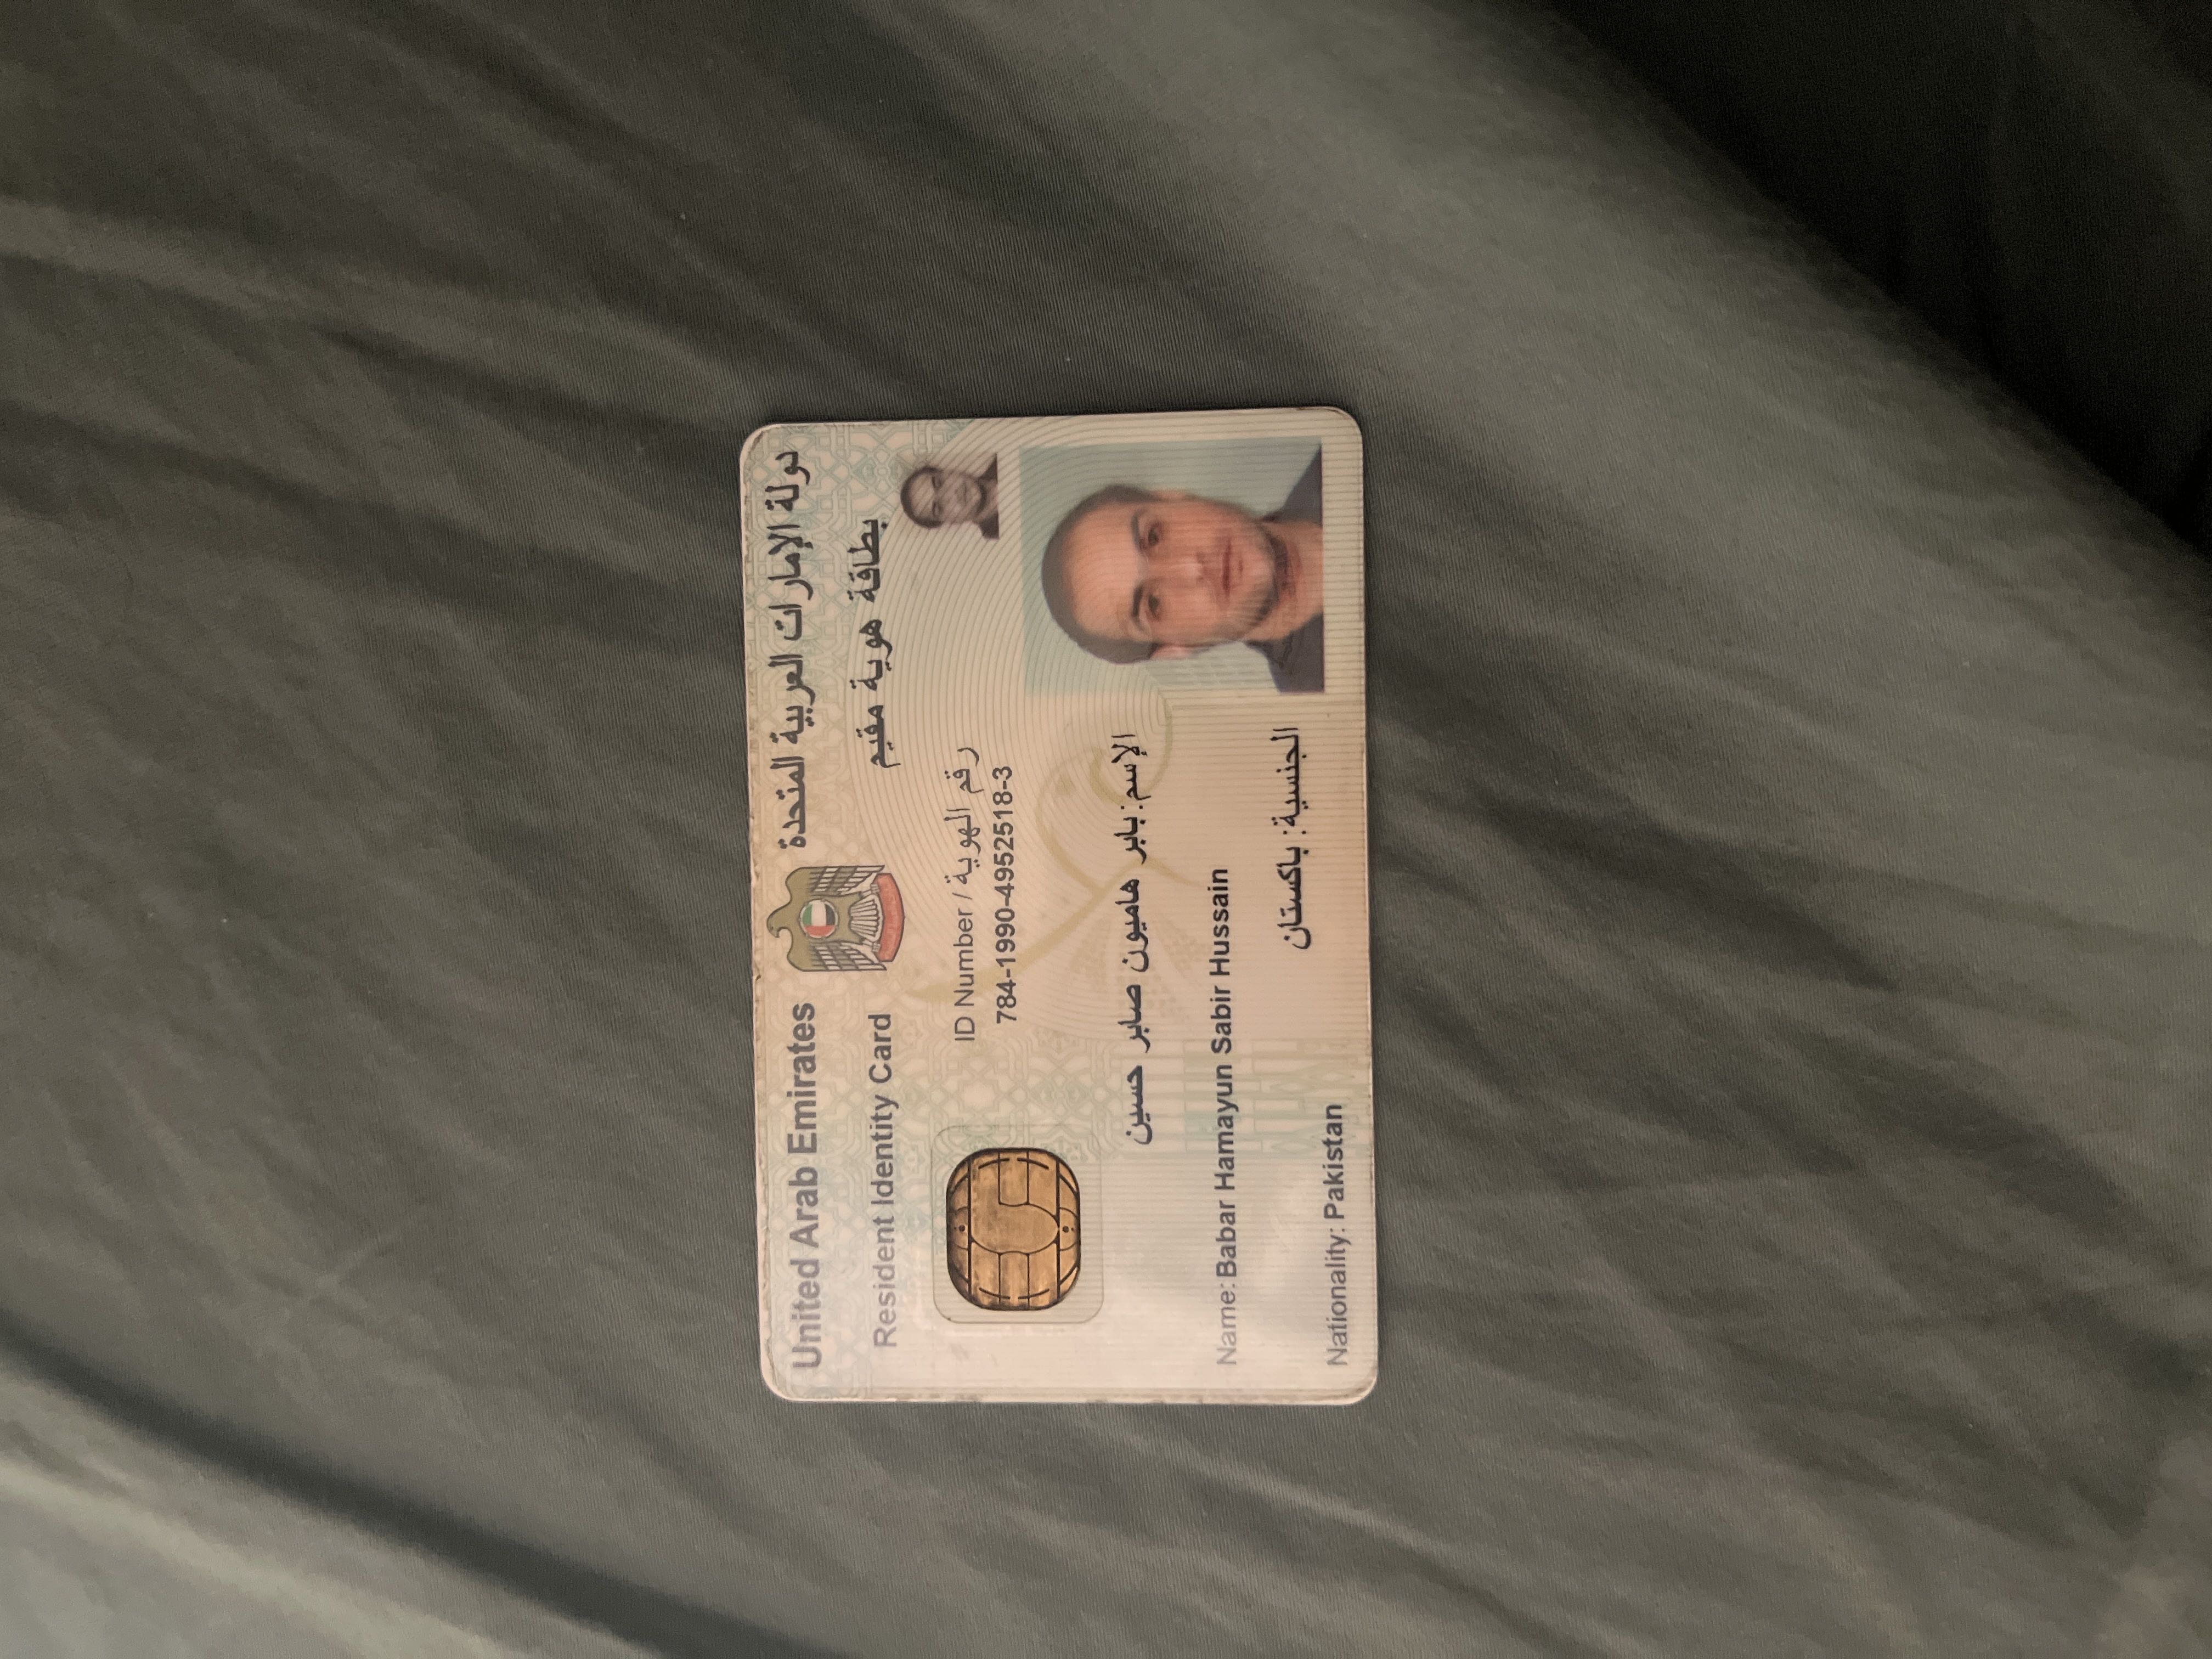 United Arab Emirates
دولة الإمارات العربية المتحدة
Resident Identity Card
بطاقة هوية مقيم
ID Number / رقم الهوية
784-1990-4952518-3
الإسم: بابر هاميون صابر حسين
Name: Babar Hamayun Sabir Hussain
الجنسية: باكستان
Nationality: Pakistan